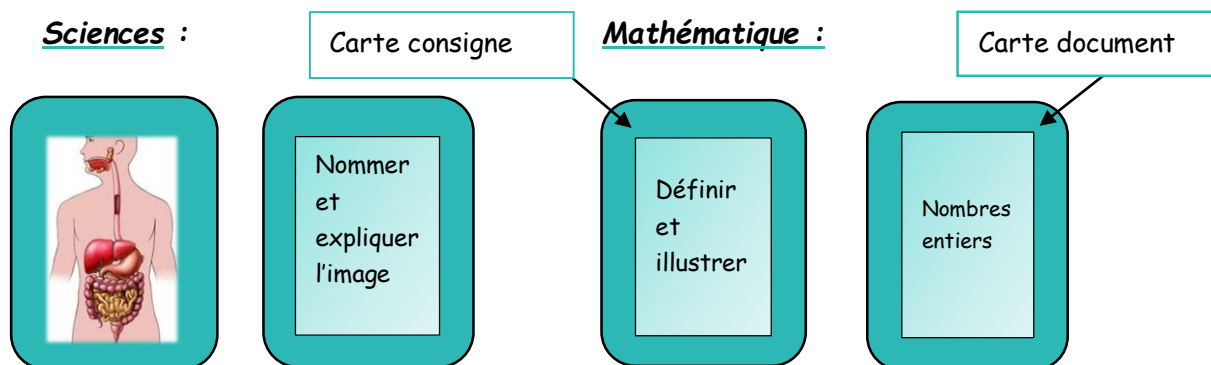 Sciences :
Carte consigne
Mathématique :
Carte document
Nommer
et
expliquer
l'image
Définir
et
illustrer
Nombres
entiers